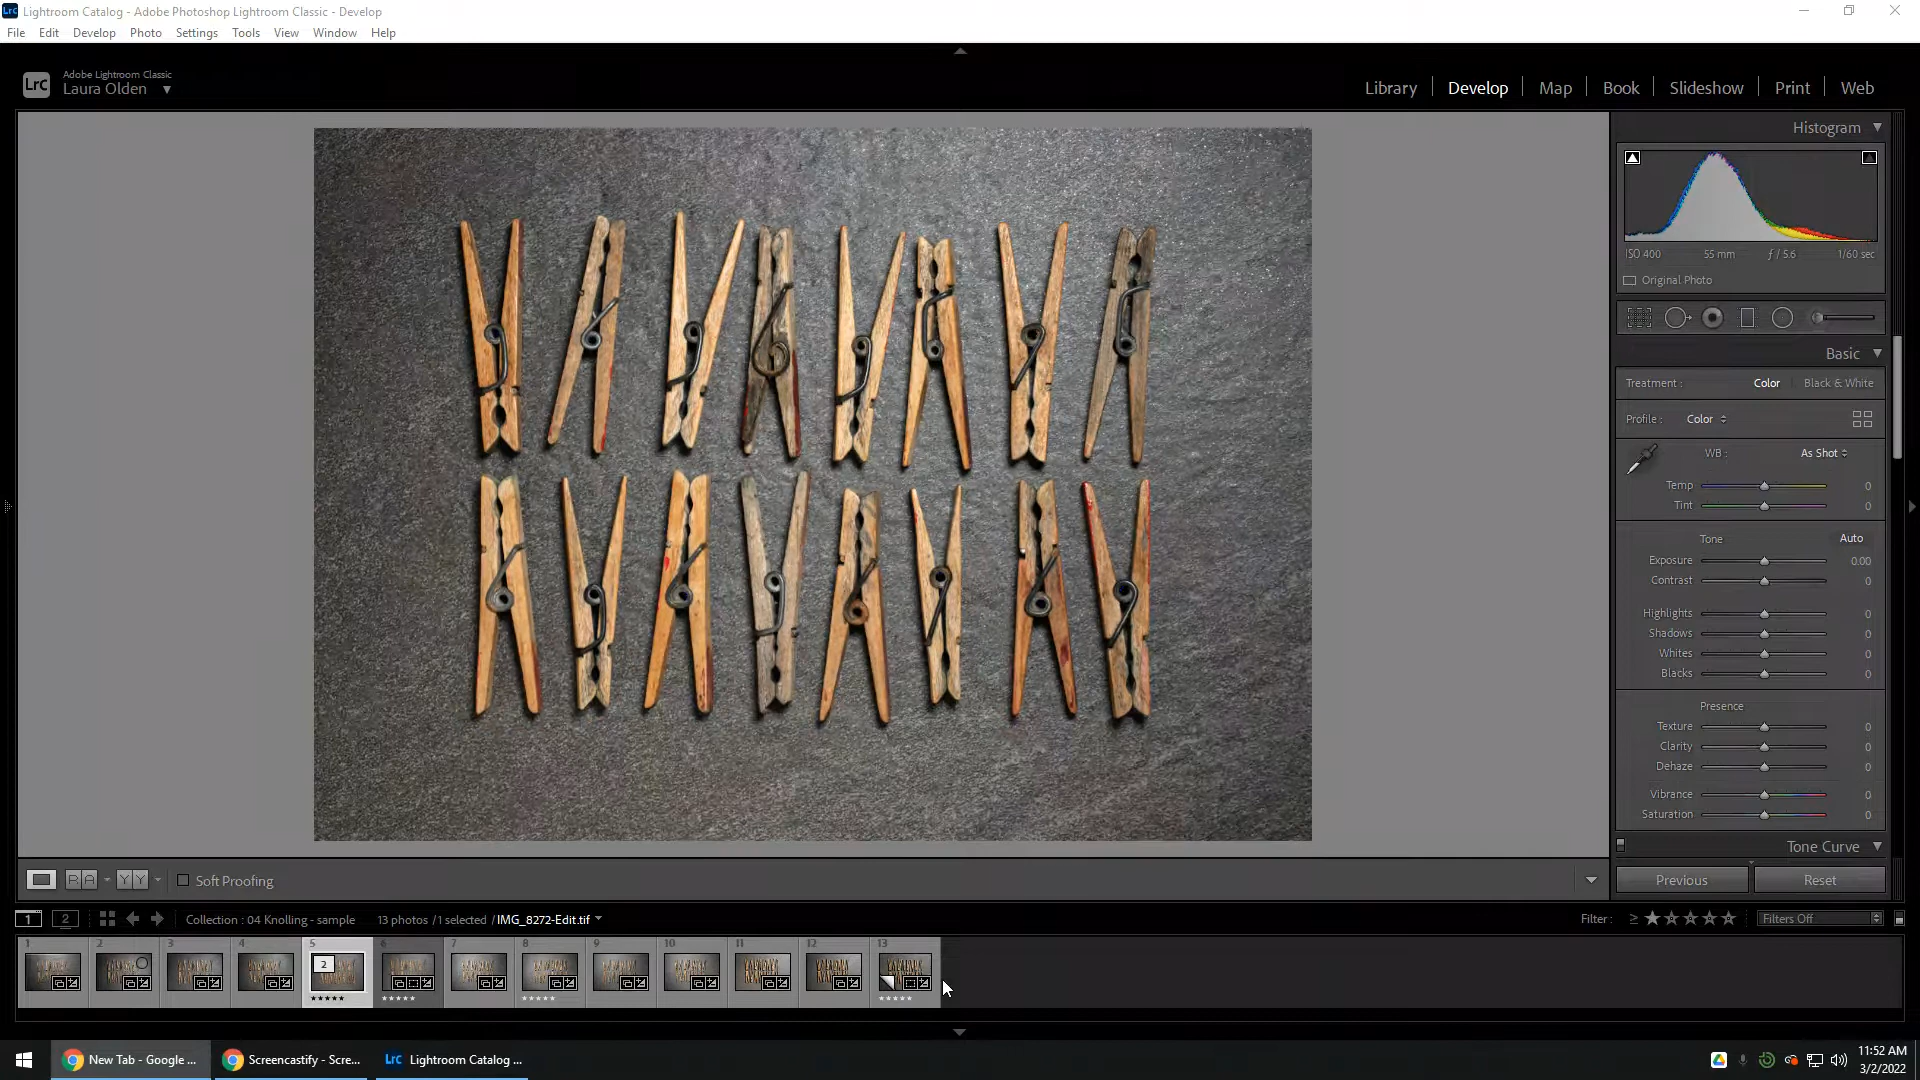 Lrc Lightroom Catalog - Adobe Photoshop Lightroom Classic - Develop
File Edit Develop Photo Settings Tools View Window Help
LrC Adobe Lightroom Classic
Laura Olden
Library Develop Map Book Slideshow Print Web
Histogram
ISO 400 55 mm ƒ / 5.6 1/60 sec
Original Photo
Basic
Treatment : Color Black & White
Profile : Color
WB : As Shot
Temp 0
Tint 0
Tone Auto
Exposure 0.00
Contrast 0
Highlights 0
Shadows 0
Whites 0
Blacks 0
Presence
Texture 0
Clarity 0
Dehaze 0
Vibrance 0
Saturation 0
Tone Curve
R A Y Y Soft Proofing
Previous Reset
1 2 Collection : 04 Knolling - sample 13 photos / 1 selected / IMG_8272-Edit.tif Filter : ≥ ★★★★★ Filters Off
1 2 3 4 5 6 7 8 9 10 11 12 13
2
New Tab - Google ... Screencastify - Scre... Lrc Lightroom Catalog ...
11:52 AM
3/2/2022